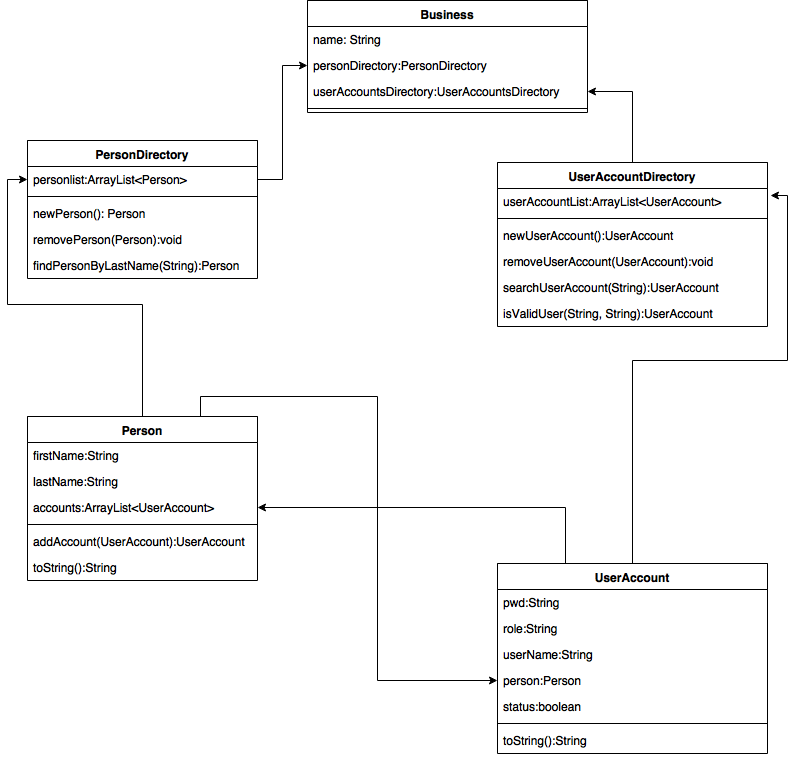 Business
name: String
personDirectory:PersonDirectory
userAccountsDirectory:UserAccountsDirectory
PersonDirectory
personlist:ArrayList<Person>
newPerson(): Person
removePerson(Person):void
findPersonByLastName(String):Person
UserAccountDirectory
userAccountList:ArrayList<UserAccount>
newUserAccount():UserAccount
removeUserAccount(UserAccount):void
searchUserAccount(String):UserAccount
isValidUser(String, String):UserAccount
Person
firstName:String
lastName:String
accounts:ArrayList<UserAccount>
addAccount(UserAccount):UserAccount
toString():String
UserAccount
pwd:String
role:String
userName:String
person:Person
status:boolean
toString():String